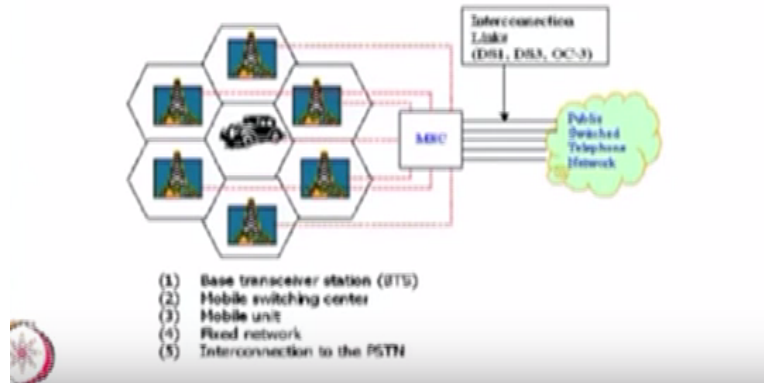 Interconnection
Links
(DS1, DS3, OC-3)
MSC
Public
Switched
Telephone
Network
(1) Base transceiver station (BTS)
(2) Mobile switching center
(3) Mobile unit
(4) Fixed network
(5) Interconnection to the PSTN